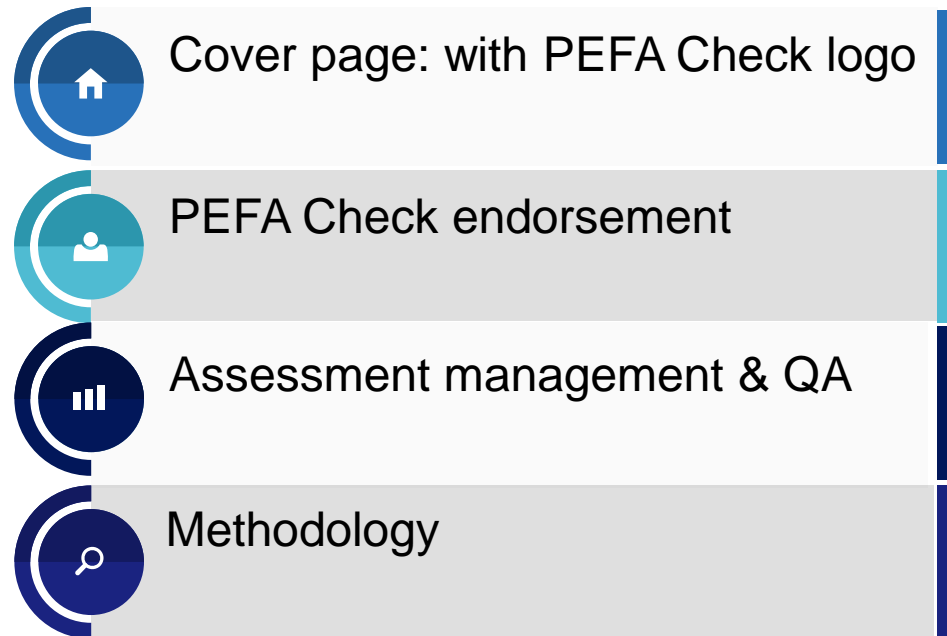 Cover page: with PEFA Check logo
PEFA Check endorsement
Assessment management & QA
Methodology